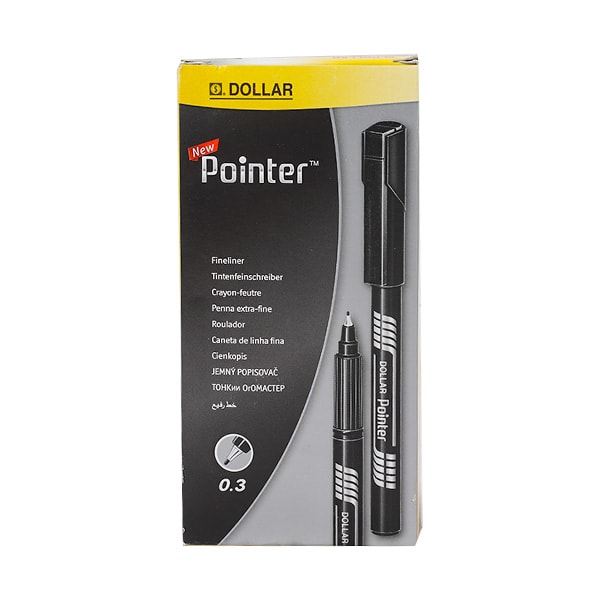 DOLLAR
New
Pointer™
Fineliner
Tintenfeinschreiber
Crayon-feutre
Penna extra-fine
Roulador
Caneta de linha fina
Cienkopis
JEMNÝ POPISOVAČ
ТОНКии ОгОМАСТЕР
خط رفيع
0.3
DOLLAR Pointer
DOLLAR